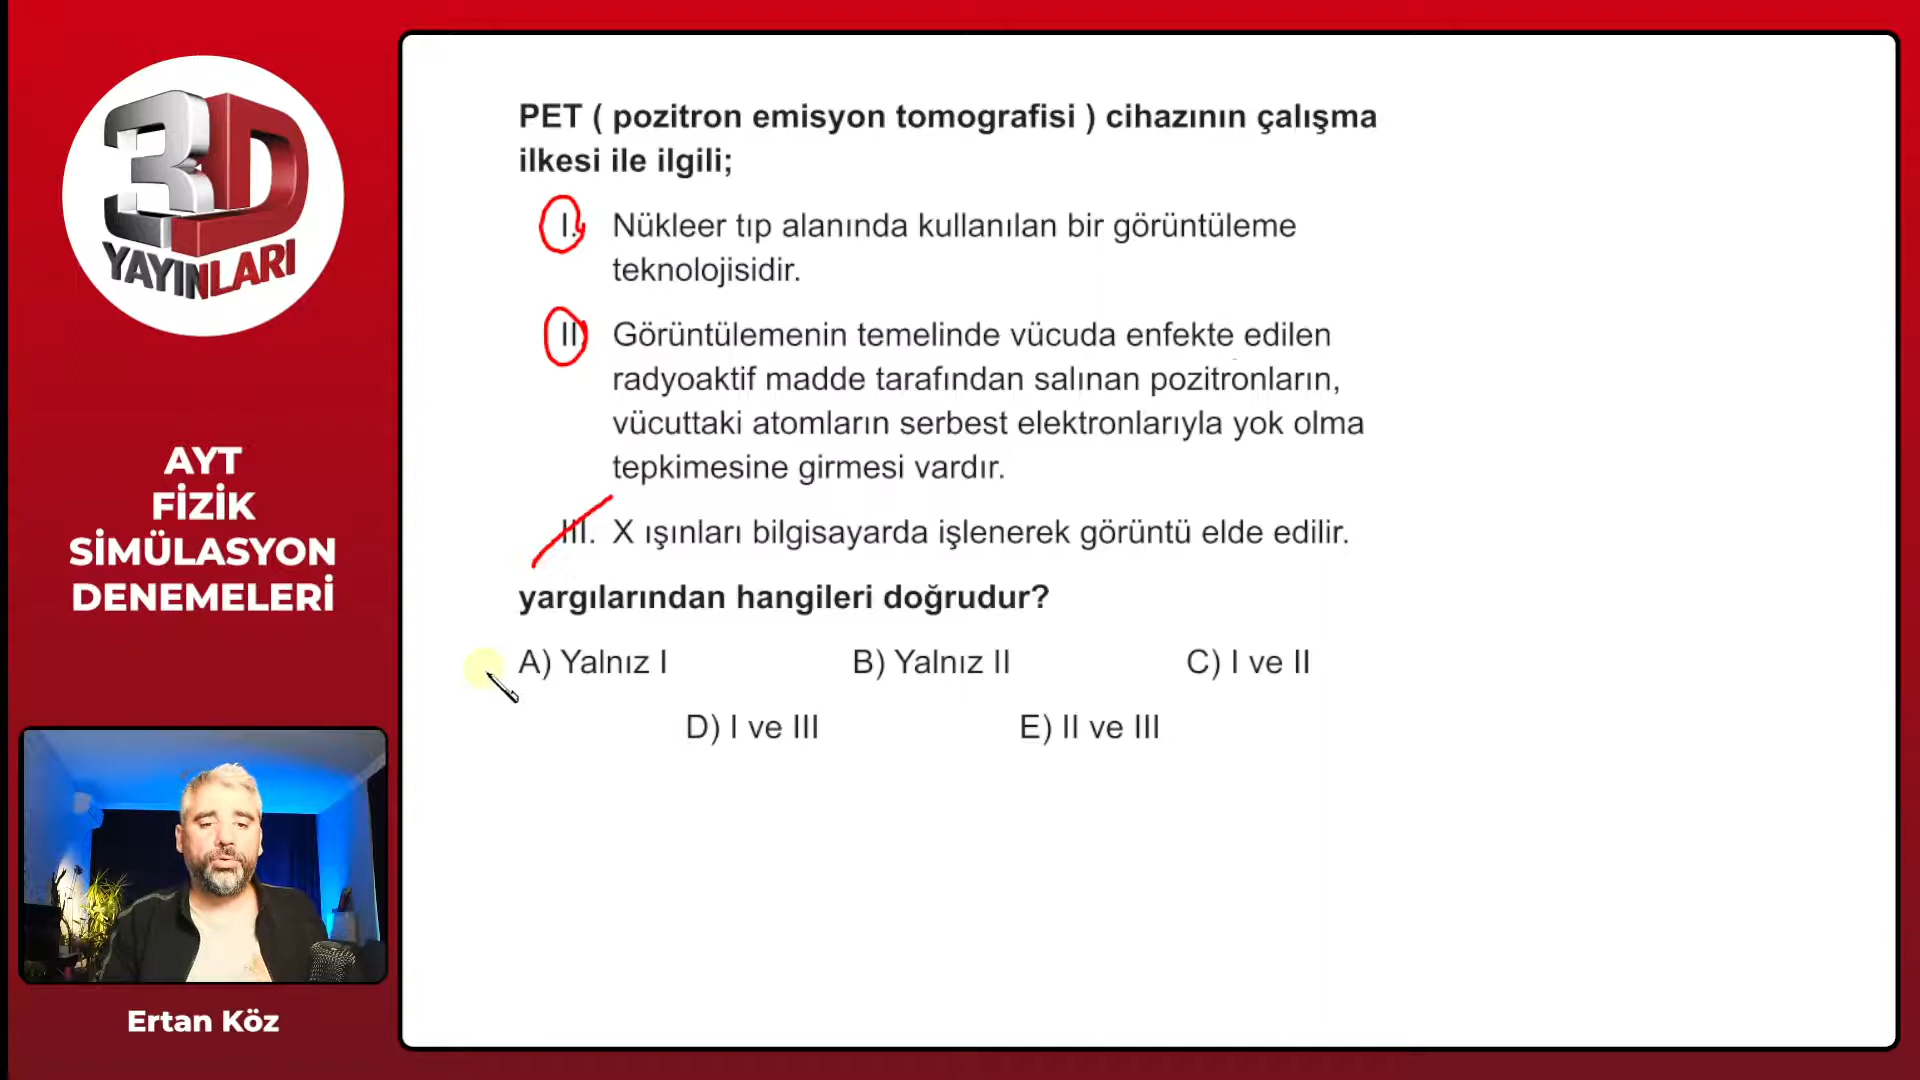 3D
YAYINLARI
AYT
FİZİK
SİMÜLASYON
DENEMELERİ
Ertan Köz
PET ( pozitron emisyon tomografisi ) cihazının çalışma
ilkesi ile ilgili;
I. Nükleer tıp alanında kullanılan bir görüntüleme
teknolojisidir.
II. Görüntülemenin temelinde vücuda enfekte edilen
radyoaktif madde tarafından salınan pozitronların,
vücuttaki atomların serbest elektronlarıyla yok olma
tepkimesine girmesi vardır.
III. X ışınları bilgisayarda işlenerek görüntü elde edilir.
yargılarından hangileri doğrudur?
A) Yalnız I B) Yalnız II C) I ve II
D) I ve III E) II ve III